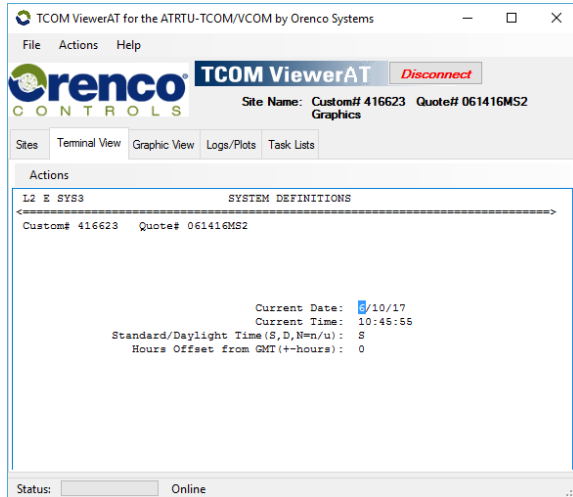 TCOM ViewerAT for the ATRTU-TCOM/VCOM by Orenco Systems
File Actions Help
Orenco
CONTROLS
TCOM ViewerAT Disconnect
Site Name: Custom# 416623 Quote# 061416MS2
Graphics
Sites Terminal View Graphic View Logs/Plots Task Lists
Actions
L2 E SYS3 SYSTEM DEFINITIONS
<==============================================================================>
Custom# 416623 Quote# 061416MS2
Current Date: 6/10/17
Current Time: 10:45:55
Standard/Daylight Time(S,D,N=n/u): S
Hours Offset from GMT(+-hours): 0
Status: Online